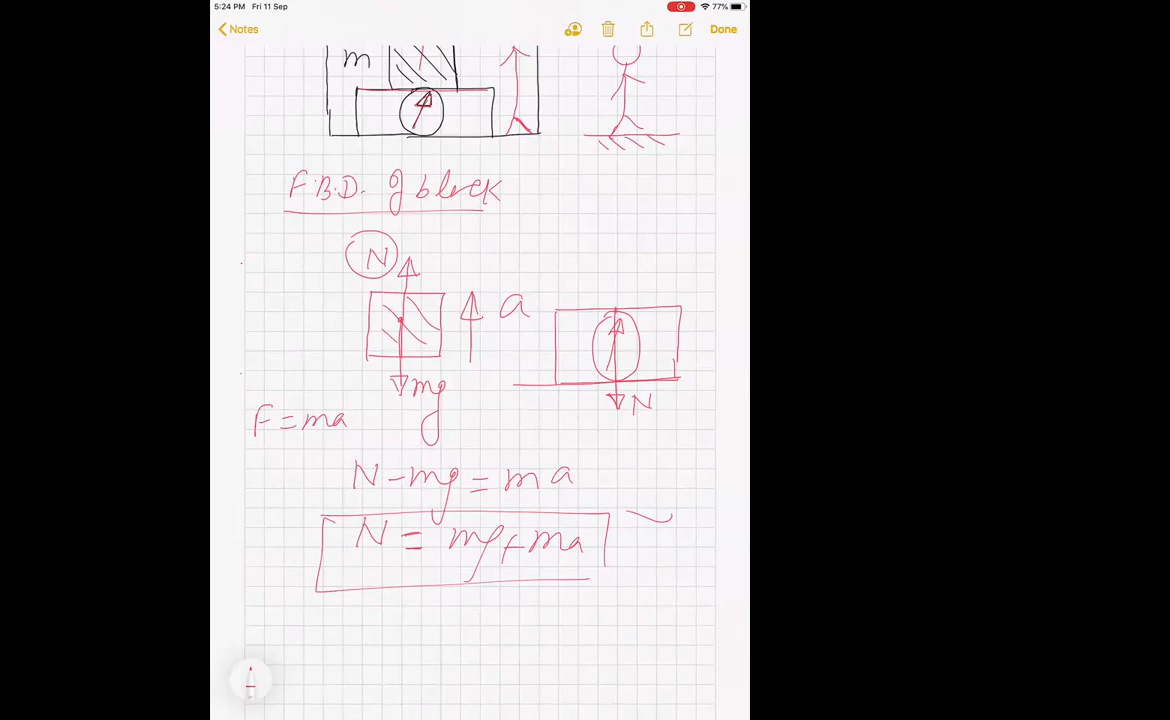 5:24 PM Fri 11 Sep 77%
Notes Done
m
F.B.D. of block
N
a
mg
N
F = ma
N - mg = ma
N = mg + ma